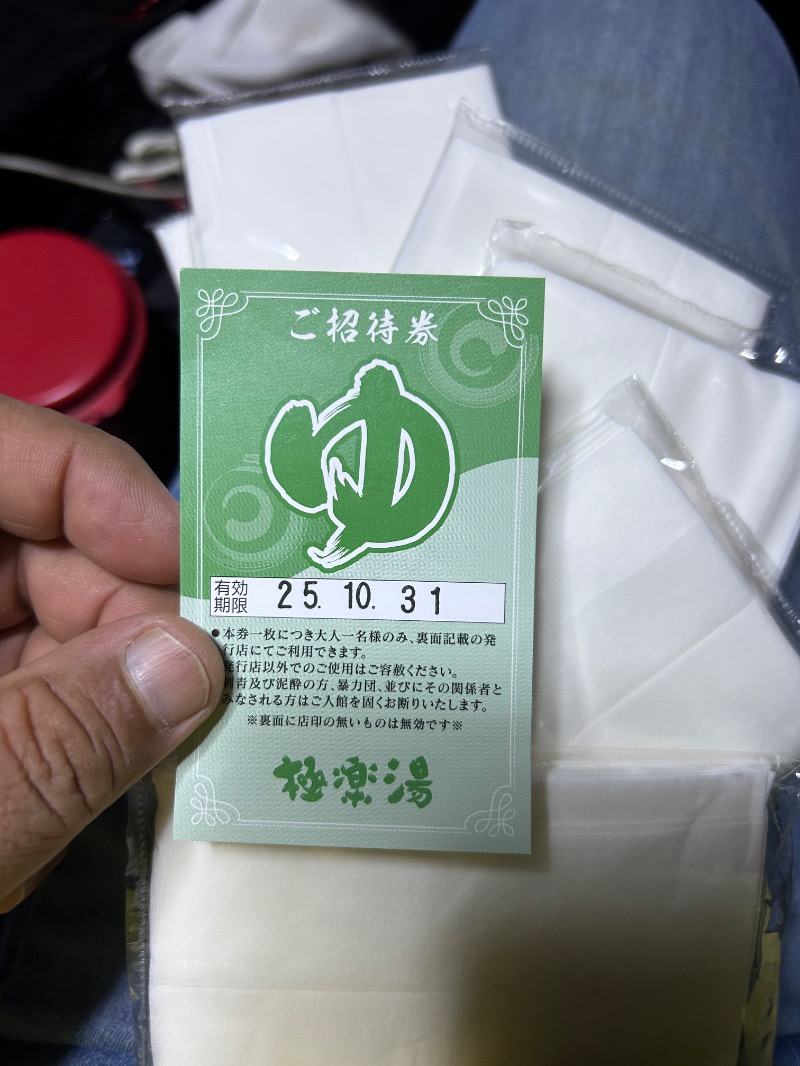 ご招待券
ゆ
有効期限 25. 10. 31
●本券一枚につき大人一名様のみ、裏面記載の発
行店にてご利用できます。
発行店以外でのご使用はご容赦ください。
刺青及び泥酔の方、暴力団、並びにその関係者と
みなされる方はご入館を固くお断りいたします。
※裏面に店印の無いものは無効です※
極楽湯